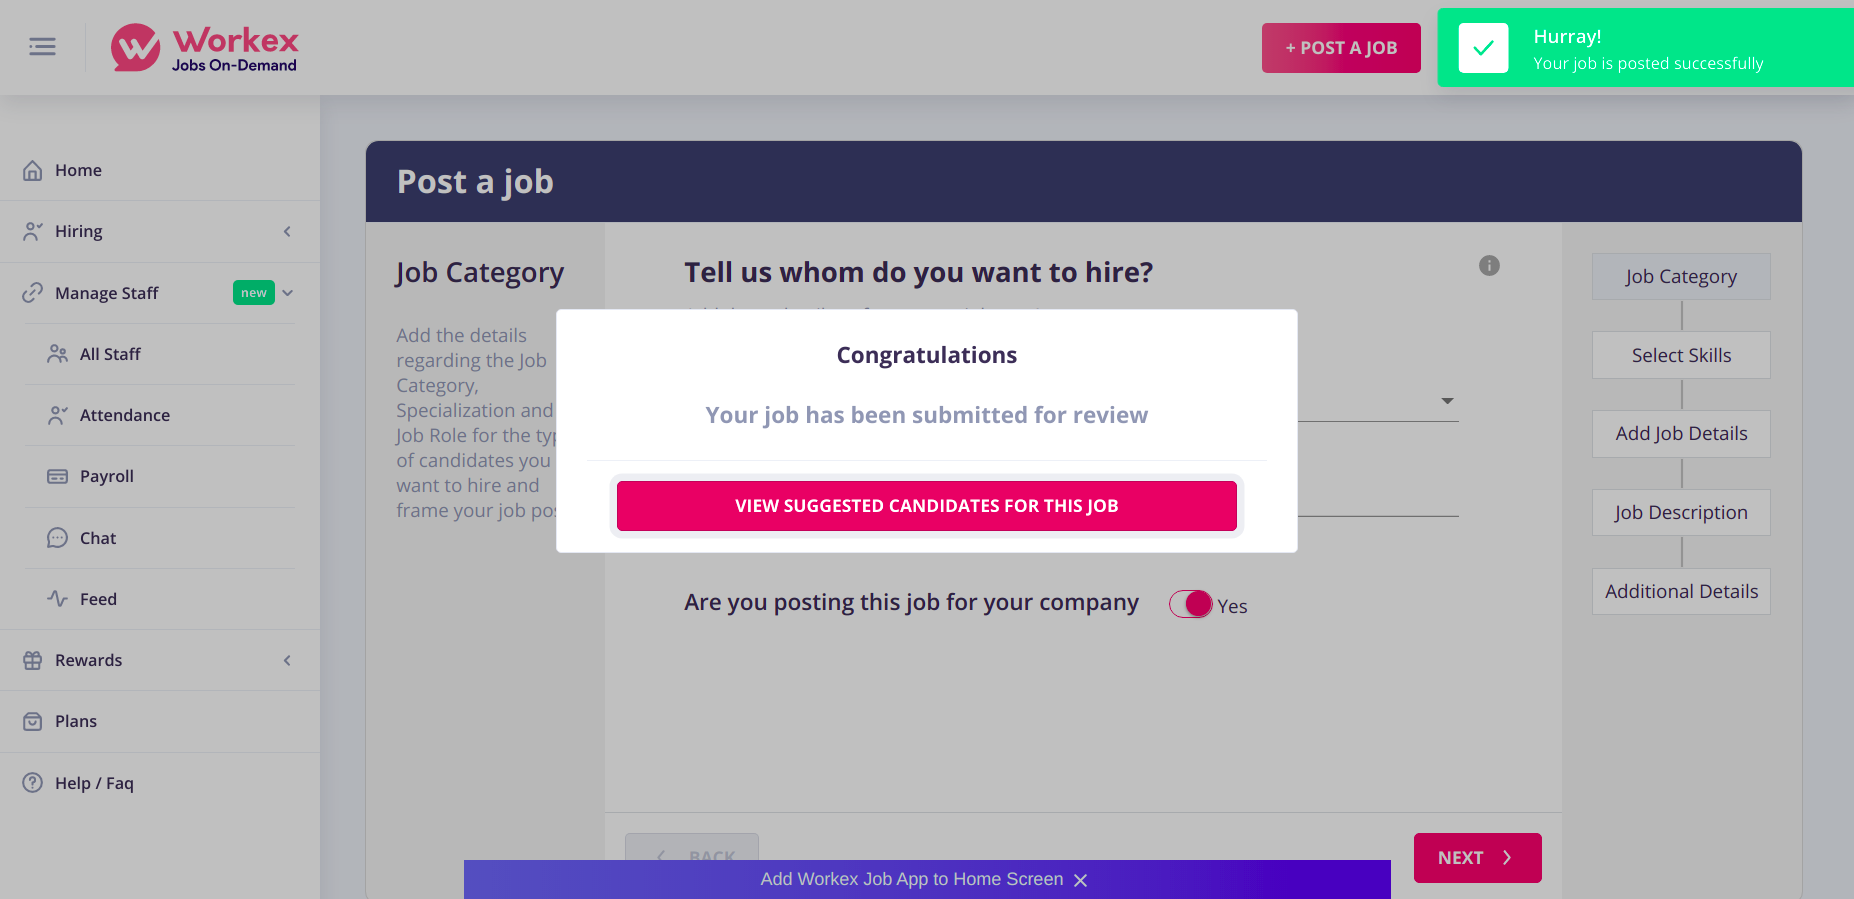 Workex
Jobs On-Demand
+ POST A JOB
Hurray!
Your job is posted successfully
Home
Hiring
Manage Staff
new
All Staff
Attendance
Payroll
Chat
Feed
Rewards
Plans
Help / Faq
Post a job
Job Category
Add the details
regarding the Job
Category,
Specialization and
Job Role for the
of candidates you
want to hire and
frame your job
Tell us whom do you want to hire?
Congratulations
Your job has been submitted for review
VIEW SUGGESTED CANDIDATES FOR THIS JOB
Are you posting this job for your company
Yes
BACK
NEXT
Job Category
Select Skills
Add Job Details
Job Description
Additional Details
Add Workex Job App to Home Screen